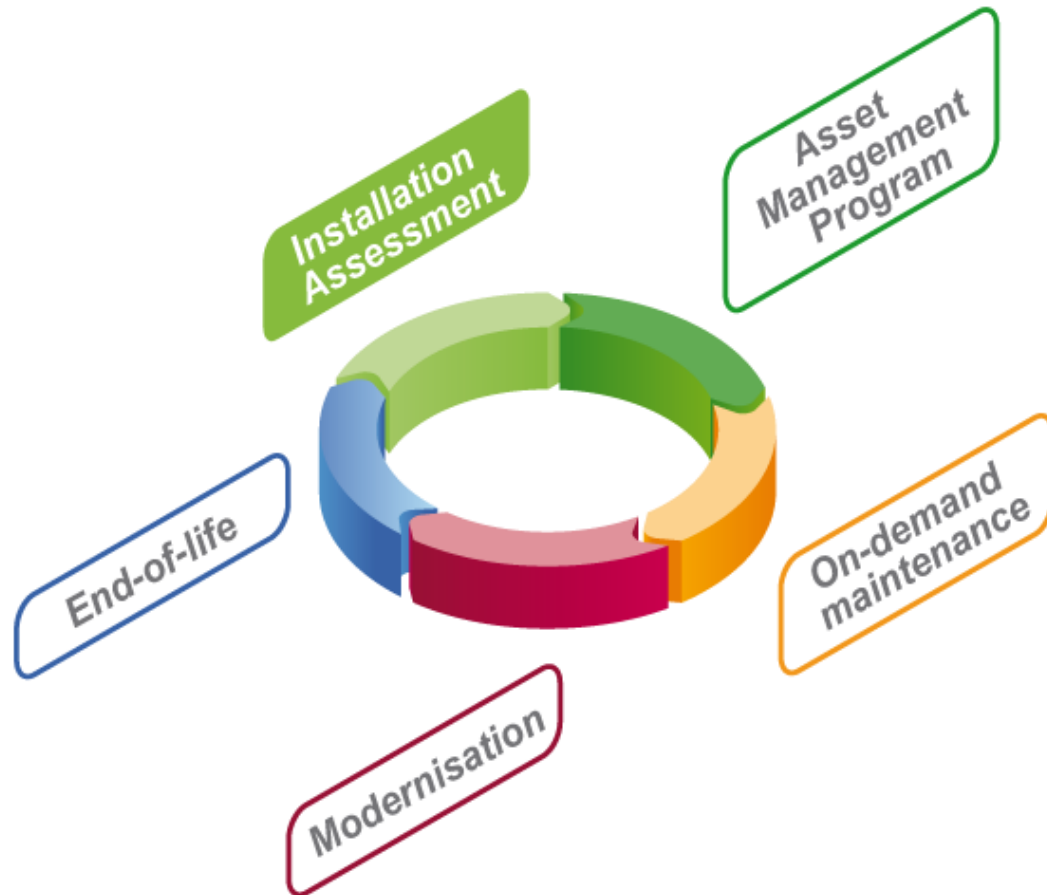 Installation
Assessment
Asset
Management
Program
On-demand
maintenance
Modernisation
End-of-life